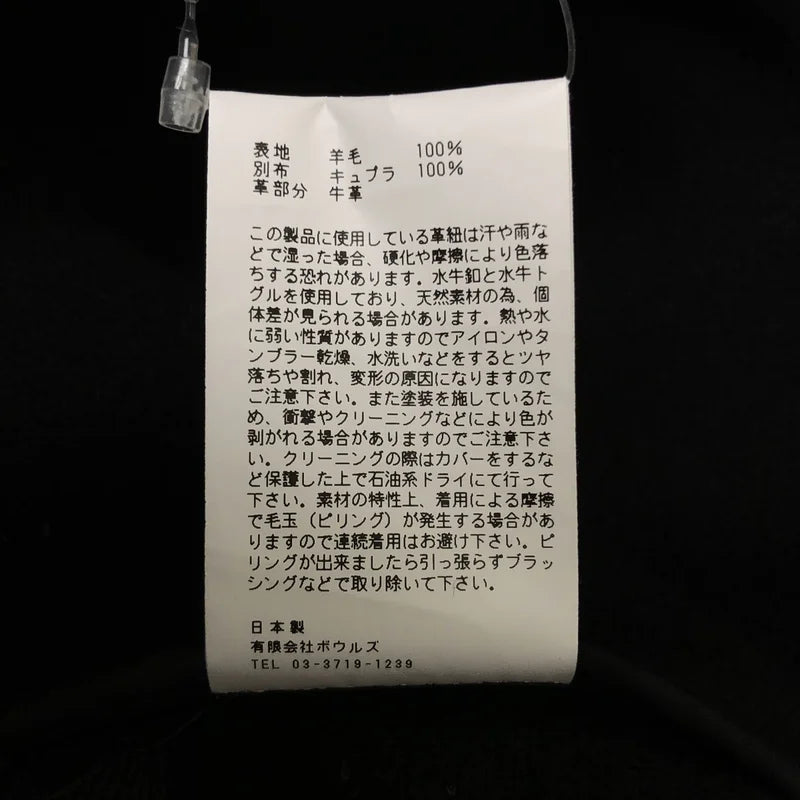 表地 羊毛 100%
別布 キュプラ 100%
革部分 牛革
この製品に使用している革紐は汗や雨な
どで湿った場合、硬化や摩擦により色落
ちする恐れがあります。水牛釦と水牛ト
グルを使用しており、天然素材の為、個
体差が見られる場合があります。熱や水
に弱い性質がありますのでアイロンやタ
ンブラー乾燥、水洗いなどをするとツヤ
落ちや割れ、変形の原因になりますので
ご注意下さい。また塗装を施しているた
め、衝撃やクリーニングなどにより色が
剥がれる場合がありますのでご注意下さ
い。クリーニングの際はカバーをするな
ど保護した上で石油系ドライにて行って
下さい。素材の特性上、着用による摩擦
で毛玉（ピリング）が発生する場合があ
りますので連続着用はお避け下さい。ピ
リングが出来ましたら引っ張らずブラッ
シングなどで取り除いて下さい。
日本製
有限会社ボウルズ
TEL 03-3719-1239